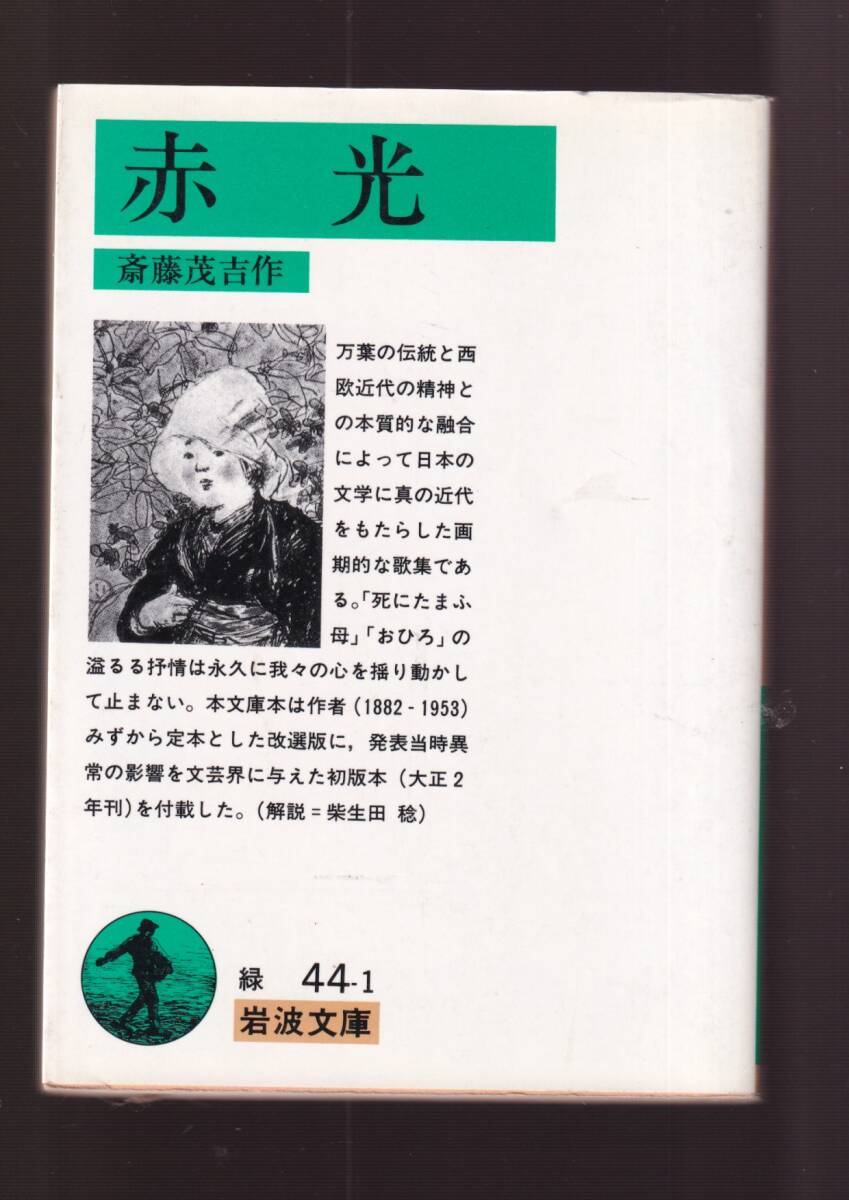 赤 光
斎藤茂吉作
万葉の伝統と西
欧近代の精神と
の本質的な融合
によって日本の
文学に真の近代
をもたらした画
期的な歌集であ
る。「死にたまふ
母」「おひろ」の
溢るる抒情は永久に我々の心を揺り動かし
て止まない。本文庫本は作者(1882‐1953)
みずから定本とした改選版に，発表当時異
常の影響を文芸界に与えた初版本（大正2
年刊)を付載した。(解説＝柴生田 稔)
緑 44-1
岩波文庫